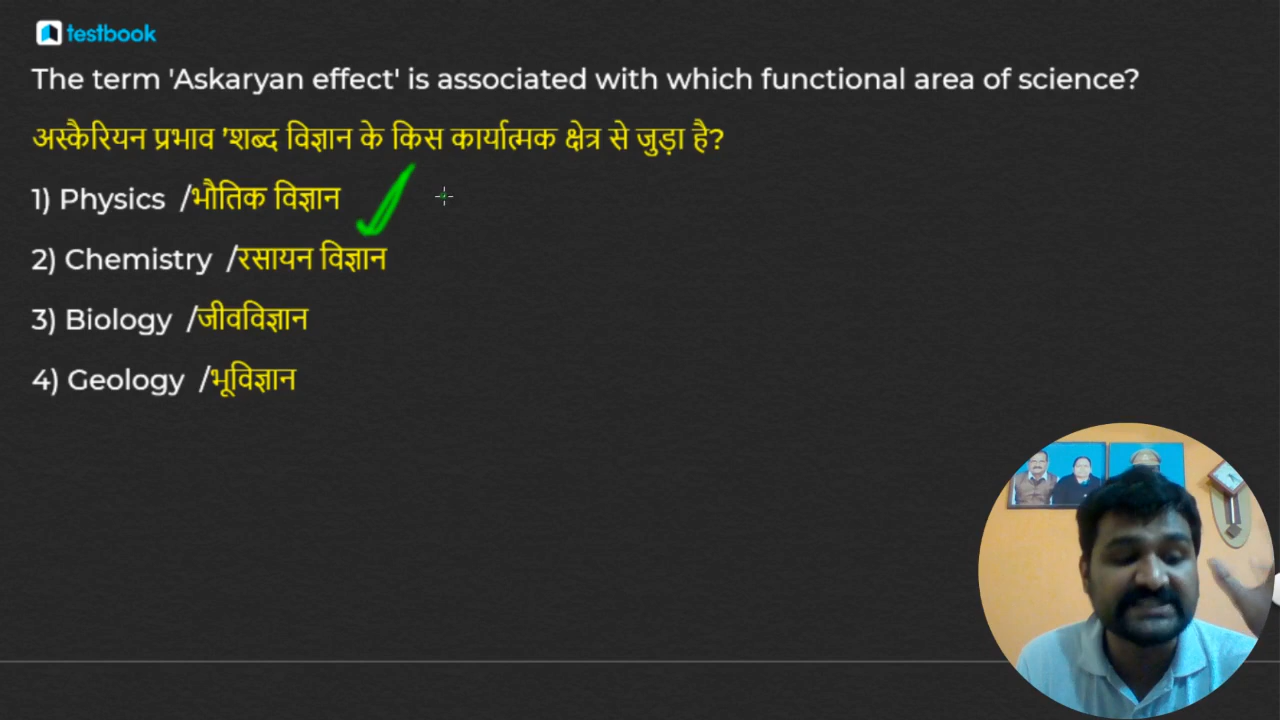 testbook
The term 'Askaryan effect' is associated with which functional area of science?
अस्कैरियन प्रभाव 'शब्द विज्ञान के किस कार्यात्मक क्षेत्र से जुड़ा है?
1) Physics /भौतिक विज्ञान
2) Chemistry /रसायन विज्ञान
3) Biology /जीवविज्ञान
4) Geology /भूविज्ञान